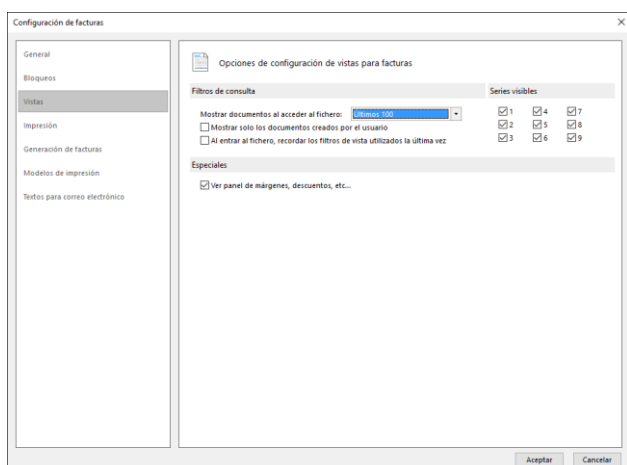 Configuración de facturas
General
Bloqueos
Vistas
Impresión
Generación de facturas
Modelos de impresión
Textos para correo electrónico
Opciones de configuración de vistas para facturas
Filtros de consulta
Mostrar documentos al acceder al fichero: Últimos 100
Mostrar solo los documentos creados por el usuario
Al entrar al fichero, recordar los filtros de vista utilizados la última vez
Series visibles
1 4 7
2 5 8
3 6 9
Especiales
Ver panel de márgenes, descuentos, etc...
Aceptar Cancelar